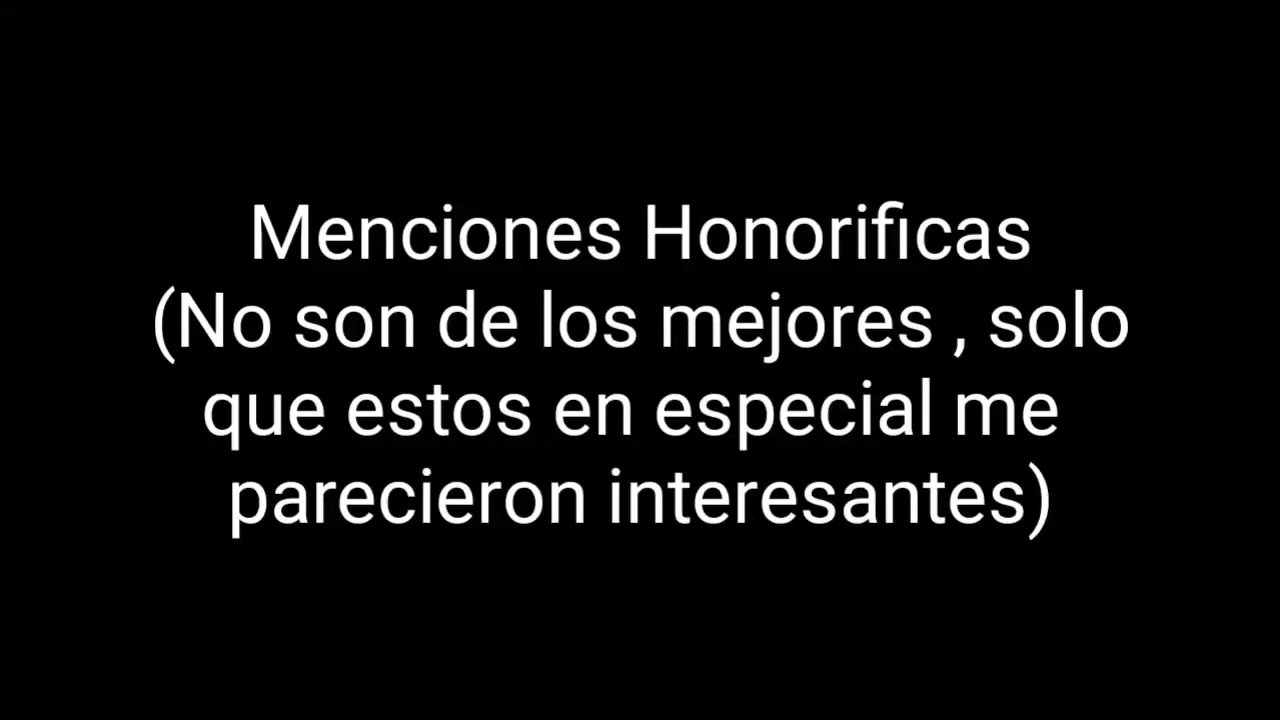 Menciones Honorificas
(No son de los mejores , solo
que estos en especial me
parecieron interesantes)